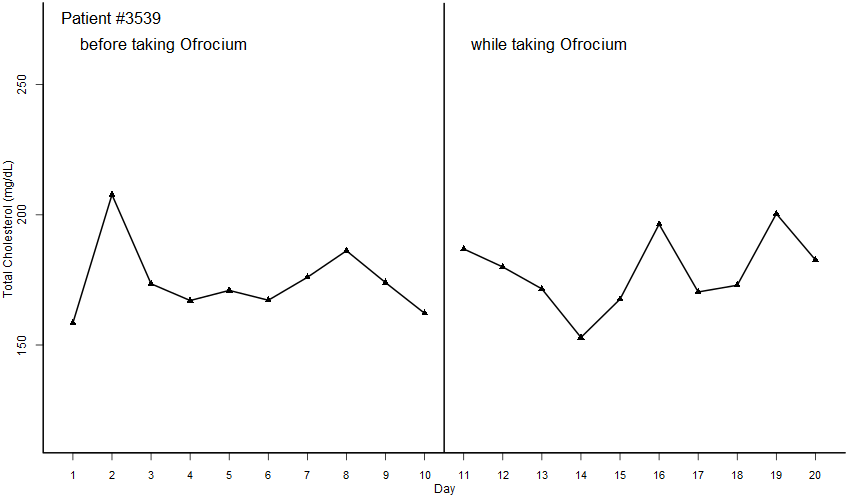 Patient #3539
before taking Ofrocium
while taking Ofrocium
Total Cholesterol (mg/dL)
250
200
150
1 2 3 4 5 6 7 8 9 10 11 12 13 14 15 16 17 18 19 20
Day